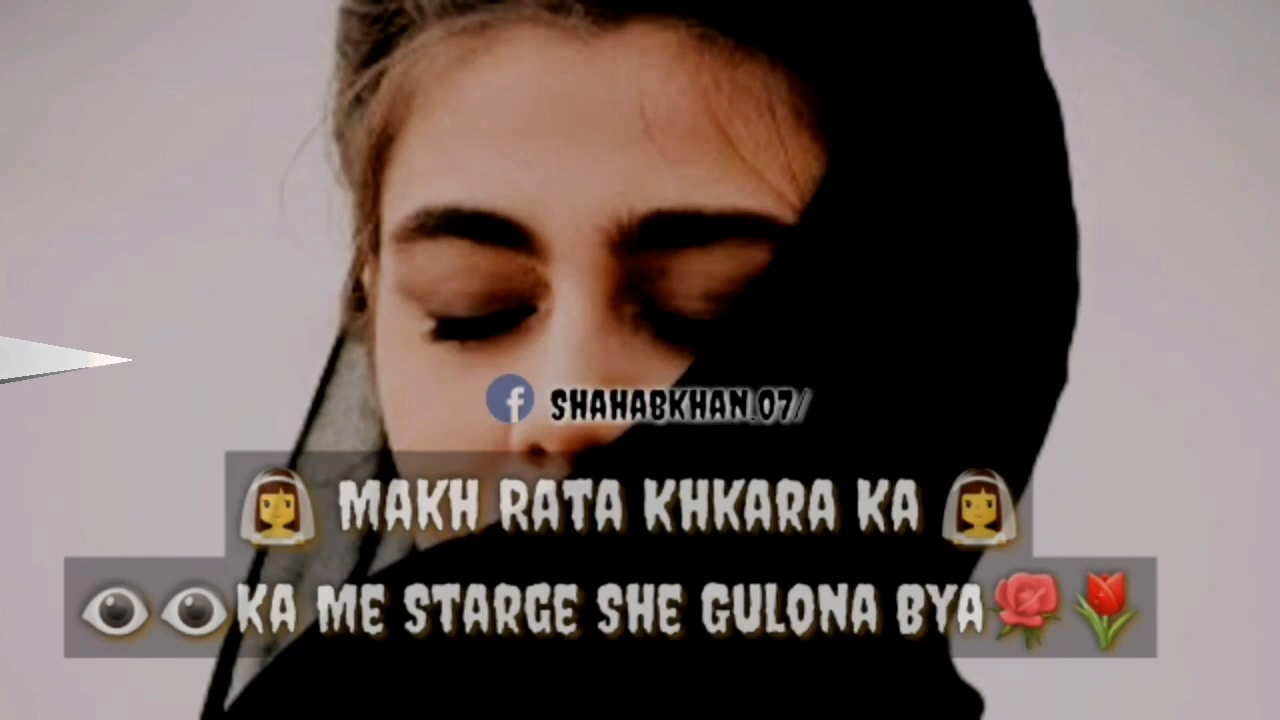 SHAHABKHAN.07/
👰 MAKH RATA KHKARA KA 👰
👁👁KA ME STARGE SHE GULONA BYA🌹🌷